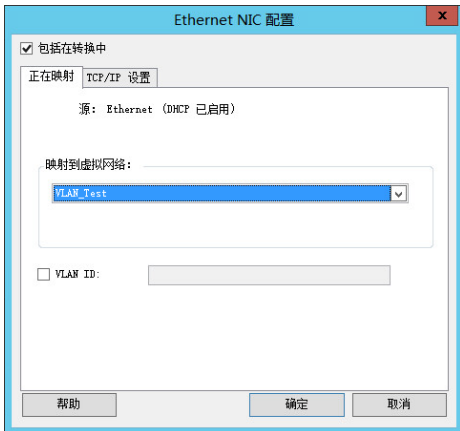 Ethernet NIC 配置
x
包括在转换中
正在映射 TCP/IP 设置
源: Ethernet (DHCP 已启用)
映射到虚拟网络:
VLAN_Test
VLAN ID:
帮助 确定 取消